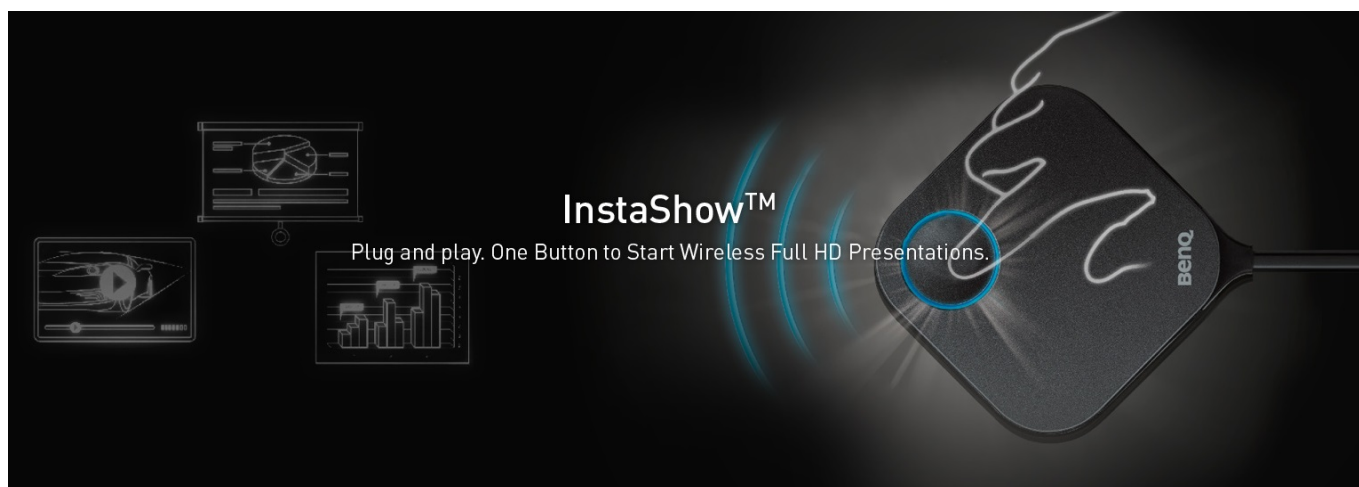 InstaShow™
Plug and play. One Button to Start Wireless Full HD Presentations.
BenQ